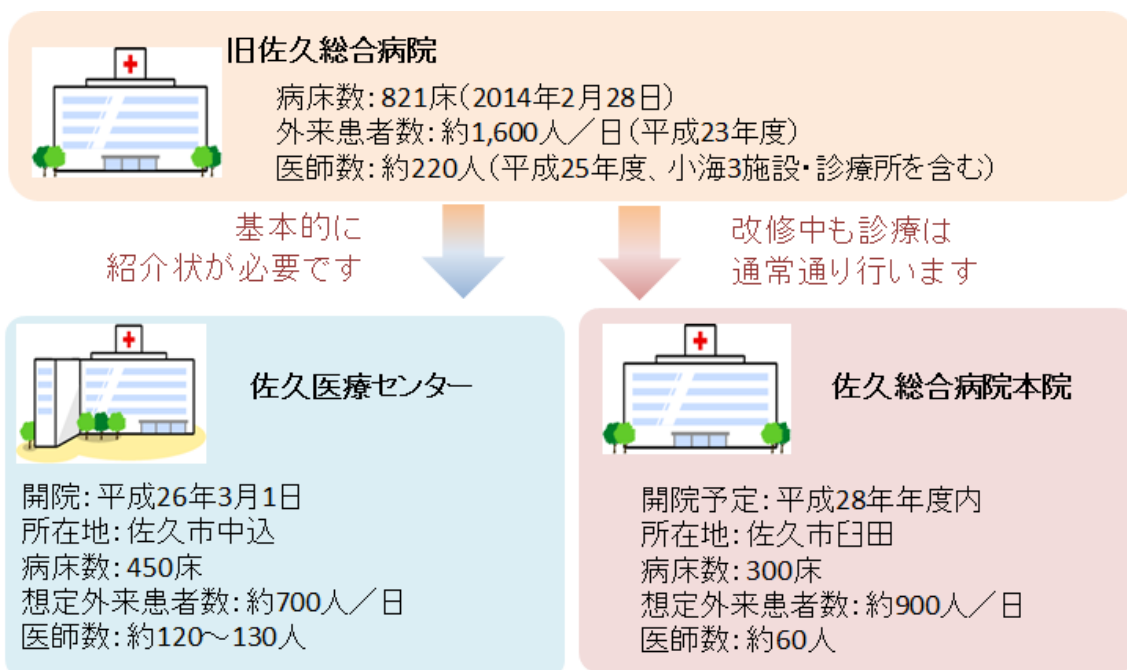 旧佐久総合病院
病床数:821床(2014年2月28日)
外来患者数:約1,600人/日(平成23年度)
医師数:約220人(平成25年度、小海3施設・診療所を含む)
基本的に
紹介状が必要です
改修中も診療は
通常通り行います
佐久医療センター
開院:平成26年3月1日
所在地:佐久市中込
病床数:450床
想定外来患者数:約700人/日
医師数:約120~130人
佐久総合病院本院
開院予定:平成28年年度内
所在地:佐久市臼田
病床数:300床
想定外来患者数:約900人/日
医師数:約60人